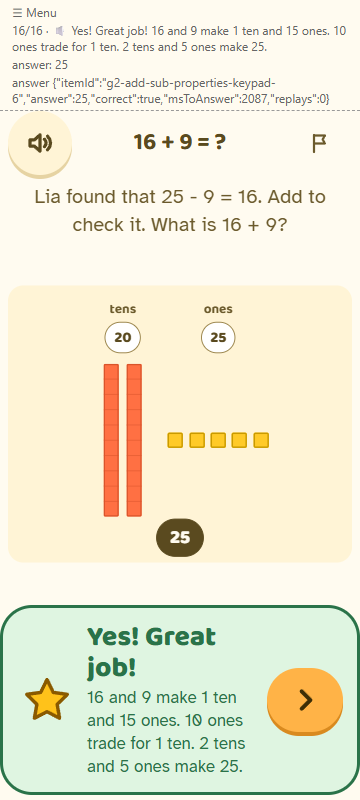 ☰ Menu
16/16 · 🔈 Yes! Great job! 16 and 9 make 1 ten and 15 ones. 10
ones trade for 1 ten. 2 tens and 5 ones make 25.
answer: 25
answer {"itemId":"g2-add-sub-properties-keypad-
6","answer":25,"correct":true,"msToAnswer":2087,"replays":0}
16 + 9 = ?
Lia found that 25 - 9 = 16. Add to
check it. What is 16 + 9?
tens ones
20 25
25
Yes! Great
job!
16 and 9 make 1 ten
and 15 ones. 10 ones
trade for 1 ten. 2 tens
and 5 ones make 25.